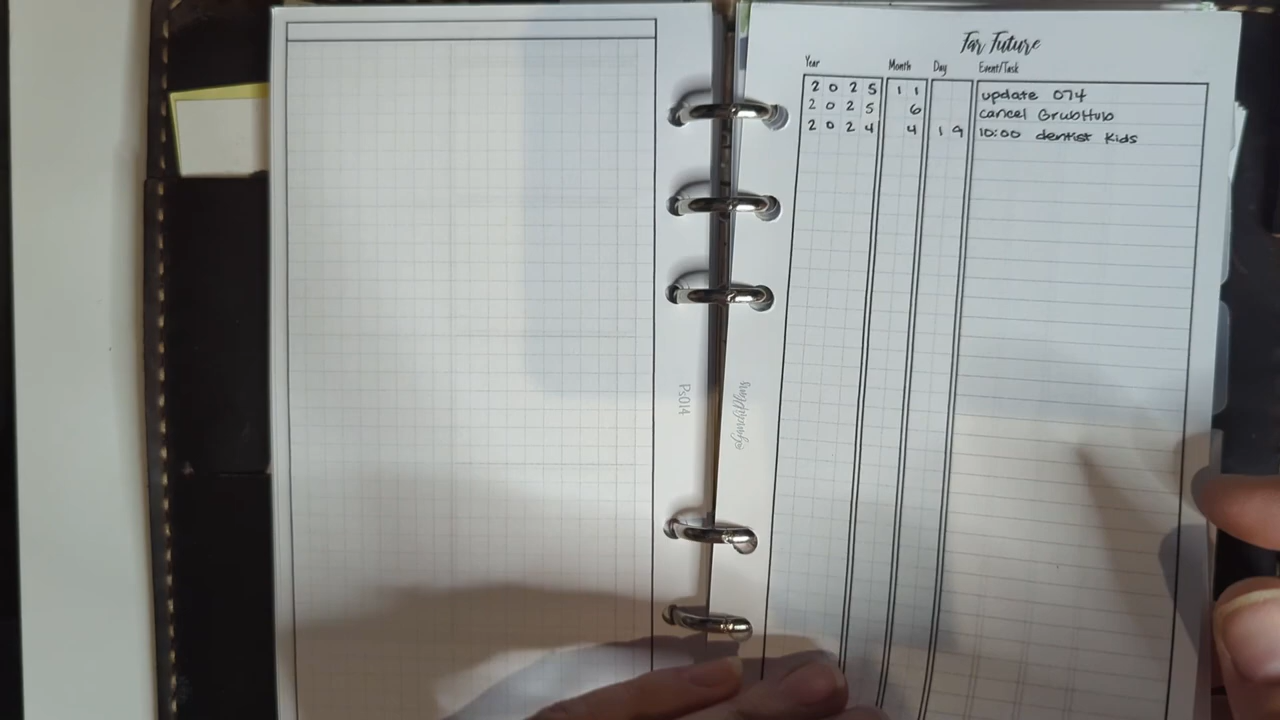 Far Future
Year Month Day Event/Task
2025 11 update 074
2025 6 cancel GrubHub
2024 4 19 10:00 dentist kids
PS014